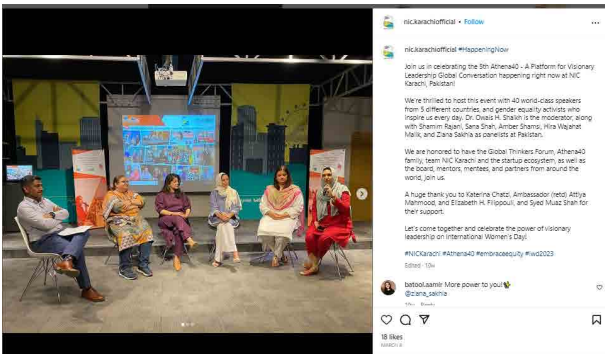 nic.karachiofficial • Follow
nic.karachiofficial #HappeningNow
Join us in celebrating the 5th Athena40 - A Platform for Visionary
Leadership Global Conversation happening right now at NIC
Karachi, Pakistan!
We're thrilled to host this event with 40 world-class speakers
from 5 different countries, and gender equality activists who
inspire us every day. Dr. Owais H. Shaikh is the moderator, along
with Shamim Rajani, Sana Shah, Amber Shamsi, Hira Wajahat
Malik, and Ziana Sakhia as panelists at Pakistan.
We are honored to have the Global Thinkers Forum, Athena40
family, team NIC Karachi and the startup ecosystem, as well as
the board, mentors, mentees, and partners from around the
world, join us.
A huge thank you to Katerina Chatzi, Ambassador (retd) Attiya
Mahmood, and Elizabeth H. Filippouli, and Syed Muaz Shah for
their support.
Let's come together and celebrate the power of visionary
leadership on International Women's Day!
#NICKarachi #Athena40 #embraceequity #iwd2023
Edited · 10w
batool.aamir More power to you!
@ziana_sakhia
18 likes